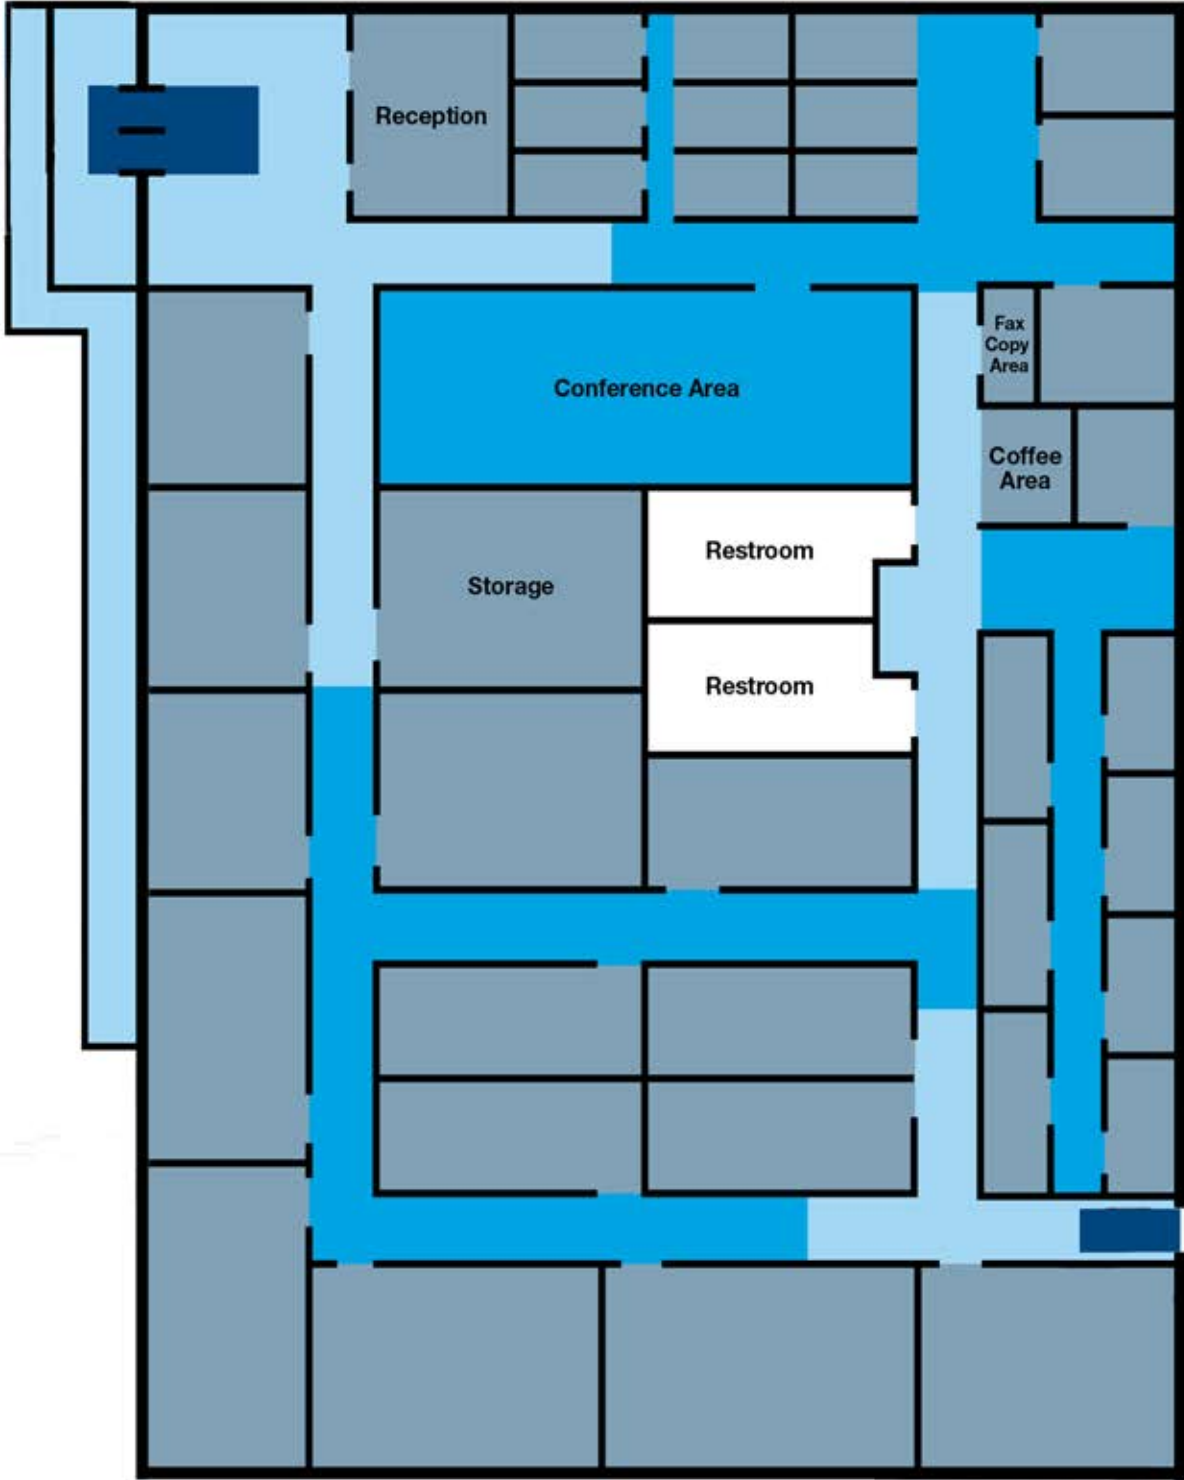 Reception
Fax
Copy
Area
Conference Area
Coffee
Area
Restroom
Storage
Restroom